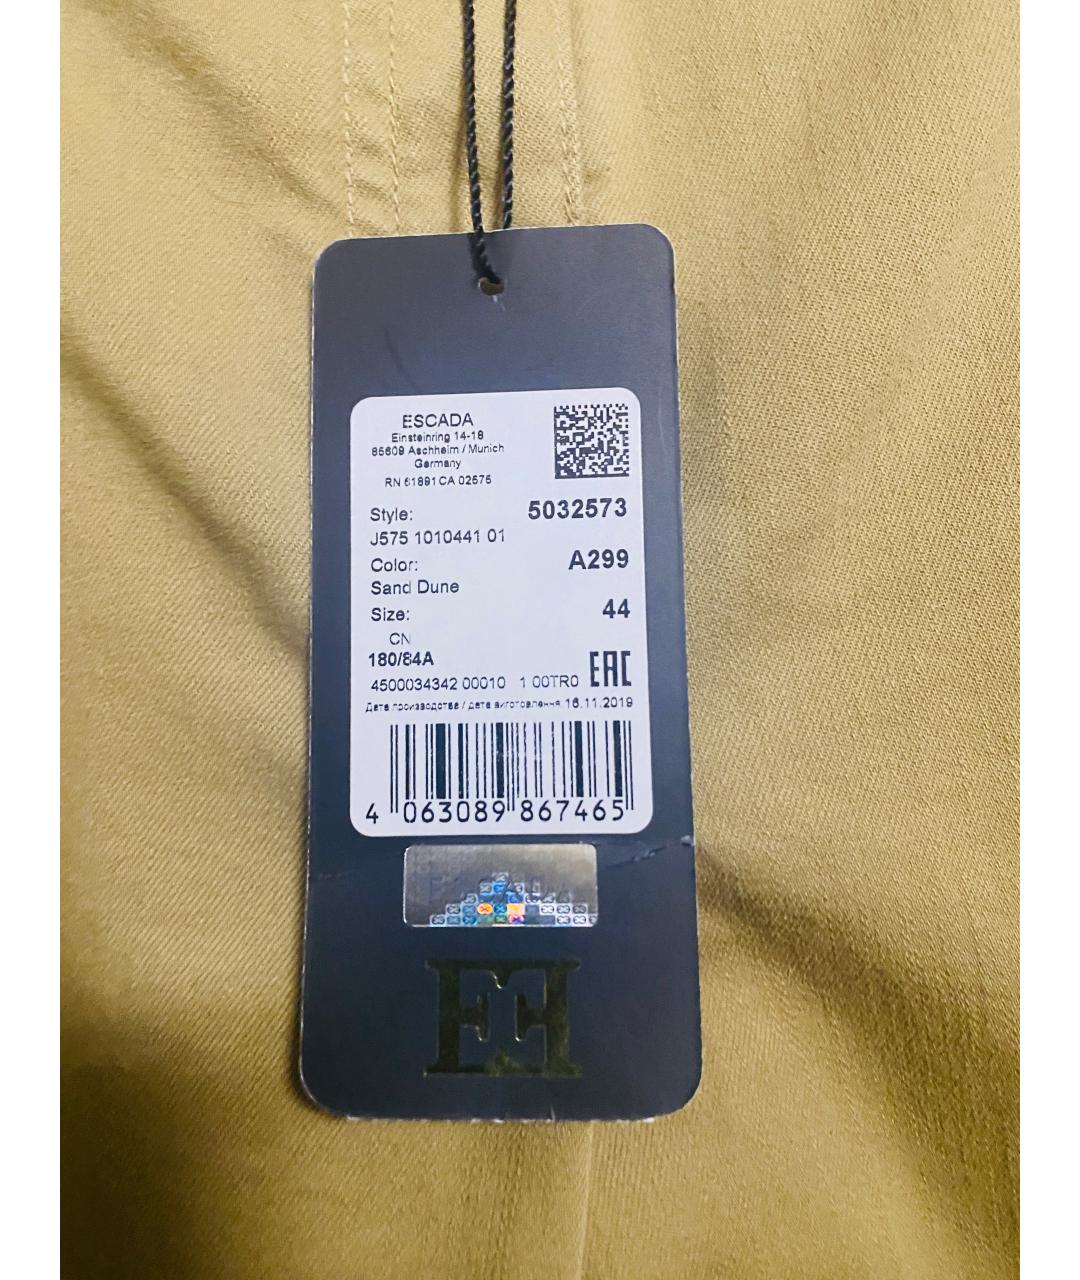 ESCADA
Einsteinring 14-18
85609 Aschheim / Munich
Germany
RN 61891 CA 02575
Style: 5032573
J575 1010441 01
Color: A299
Sand Dune
Size: 44
CN
180/84A
4500034342 00010 1 00TR0 EAC
Дата производства / дата виготовлення 16.11.2019
4 063089 867465